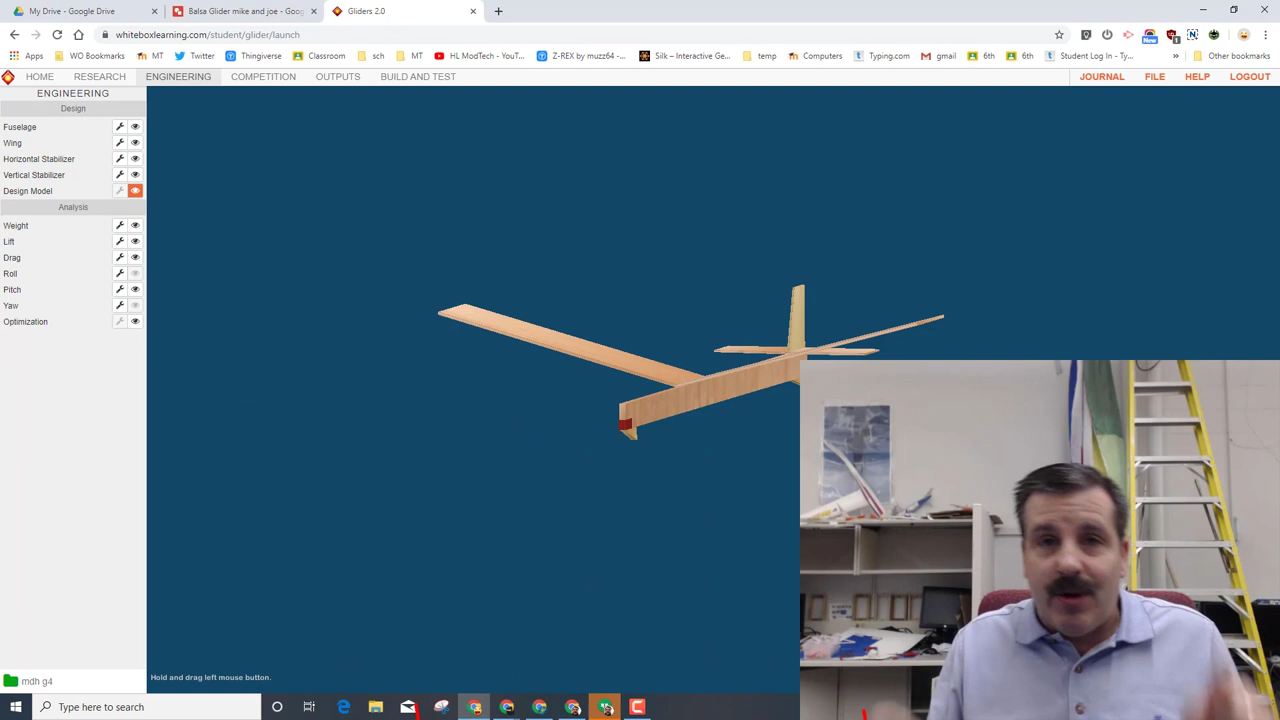 My Drive - Google Drive
Balsa Glider mike and joe - Goog
Gliders 2.0
whiteboxlearning.com/student/glider/launch
New
1
Apps
WO Bookmarks
MT
Twitter
Thingiverse
Classroom
sch
MT
HL ModTech - YouT...
Z-REX by muzz64 - t...
Silk – Interactive Ge...
temp
Computers
Typing.com
gmail
6th
6th
Student Log In - Ty...
Other bookmarks
HOME
RESEARCH
ENGINEERING
COMPETITION
OUTPUTS
BUILD AND TEST
JOURNAL
FILE
HELP
LOGOUT
ENGINEERING
Design
Fuselage
Wing
Horizontal Stabilizer
Vertical Stabilizer
Design Model
Analysis
Weight
Lift
Drag
Roll
Pitch
Yaw
Optimization
mdh g4
Hold and drag left mouse button.
Type here to search